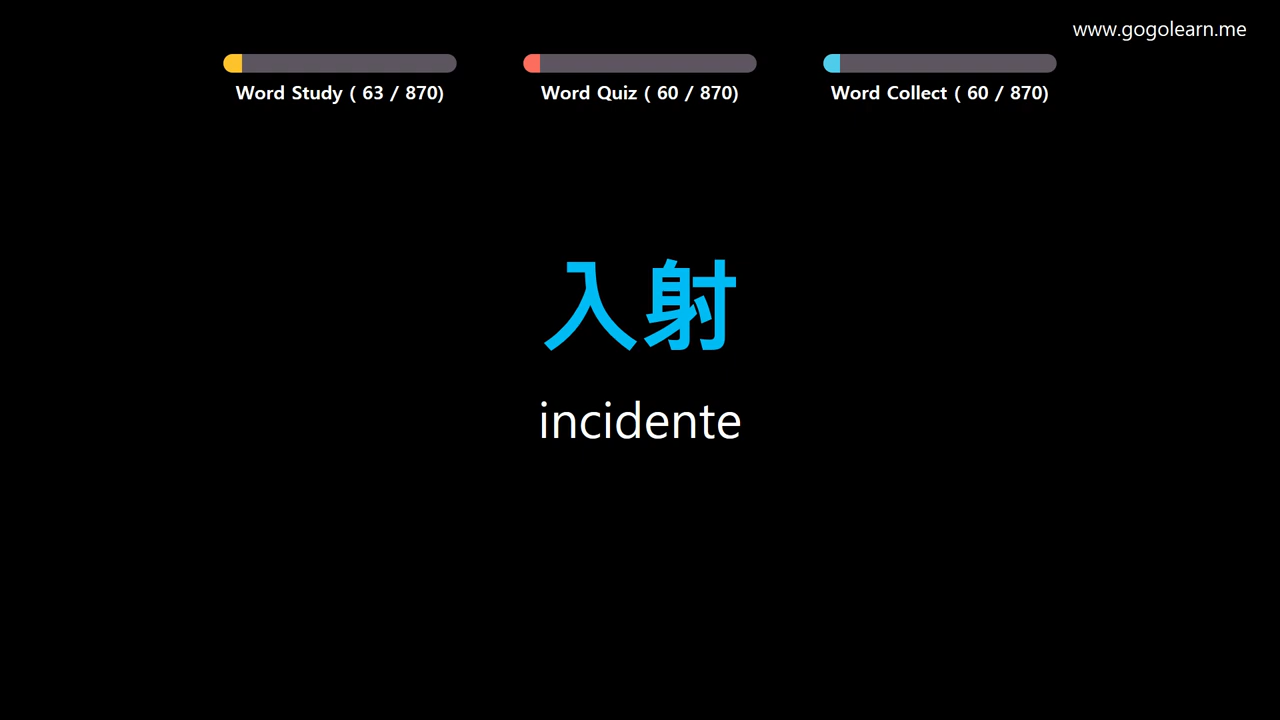 www.gogolearn.me
Word Study ( 63 / 870)
Word Quiz ( 60 / 870)
Word Collect ( 60 / 870)
入射
incidente